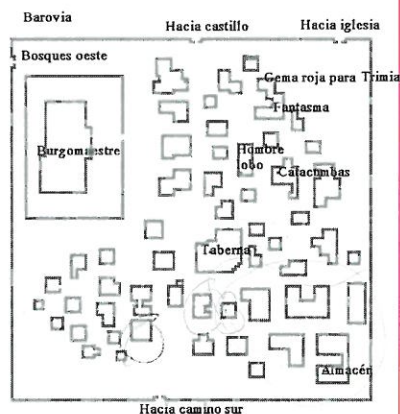 Barovia
Hacia castillo
Hacia iglesia
Bosques oeste
Gema roja para Trimia
Fantasma
Burgomaestre
Hombre
lobo
Catacumbas
Taberna
Almacén
Hacia camino sur